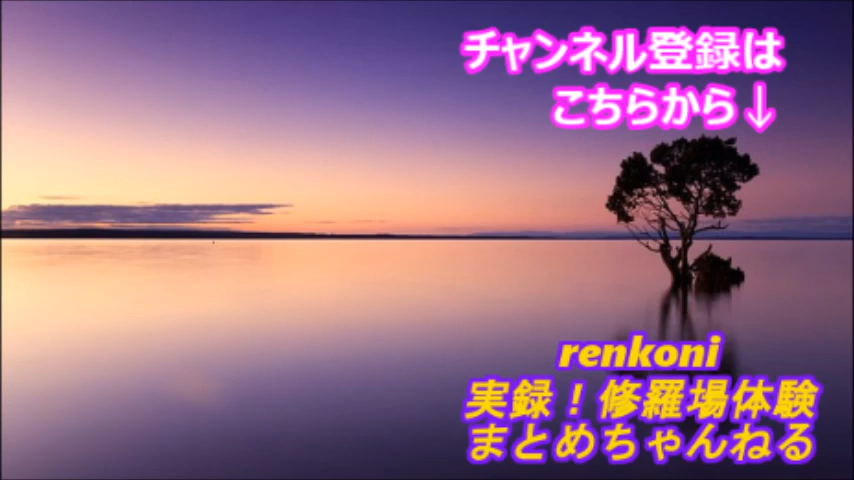 チャンネル登録は
こちらから↓
renkoni
実録！修羅場体験
まとめちゃんねる